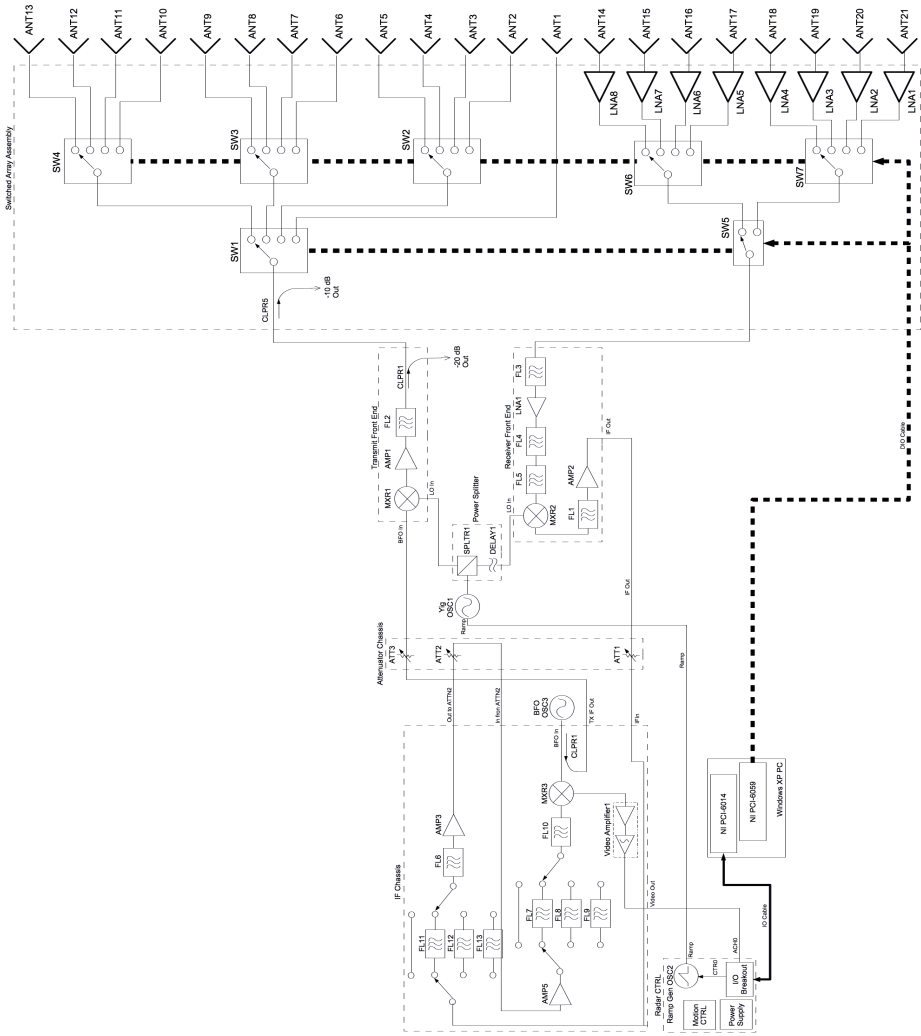 ANT13
ANT12
ANT11
ANT10
ANT9
ANT8
ANT7
ANT6
ANT5
ANT4
ANT3
ANT2
ANT1
ANT14
ANT15
ANT16
ANT17
ANT18
ANT19
ANT20
ANT21
Switched Array Assembly
LNA8
LNA7
LNA6
LNA5
LNA4
LNA3
LNA2
LNA1
SW4
SW3
SW2
SW6
SW7
SW1
SW5
CLPR5
-10 dB
Out
Transmit Front End
CLPR1
-20 dB
Out
FL2
AMP1
MXR1
LO In
BFO In
Receiver Front End
FL3
LNA1
FL4
FL5
MXR2
LO In
FL1
AMP2
IF Out
DIO Cable
Power Splitter
SPLTR1
DELAY1
Yig
OSC1
Ramp
IF Out
Attenuator Chassis
ATT3
ATT2
ATT1
Out to ATTN2
In from ATTN2
TX IF Out
IFIn
Ramp
IF Chassis
BFO
OSC3
BFO In
CLPR1
MXR3
AMP3
FL6
FL10
Video Amplifier1
Video Out
FL11
FL12
FL13
FL7
FL8
FL9
AMP5
NI PCI-6014
NI PCI-6059
Windows XP PC
IO Cable
Radar CTRL
Ramp Gen OSC2
Ramp
CTR0
ACH0
Motion
CTRL
Power
Supply
I/O
Breakout